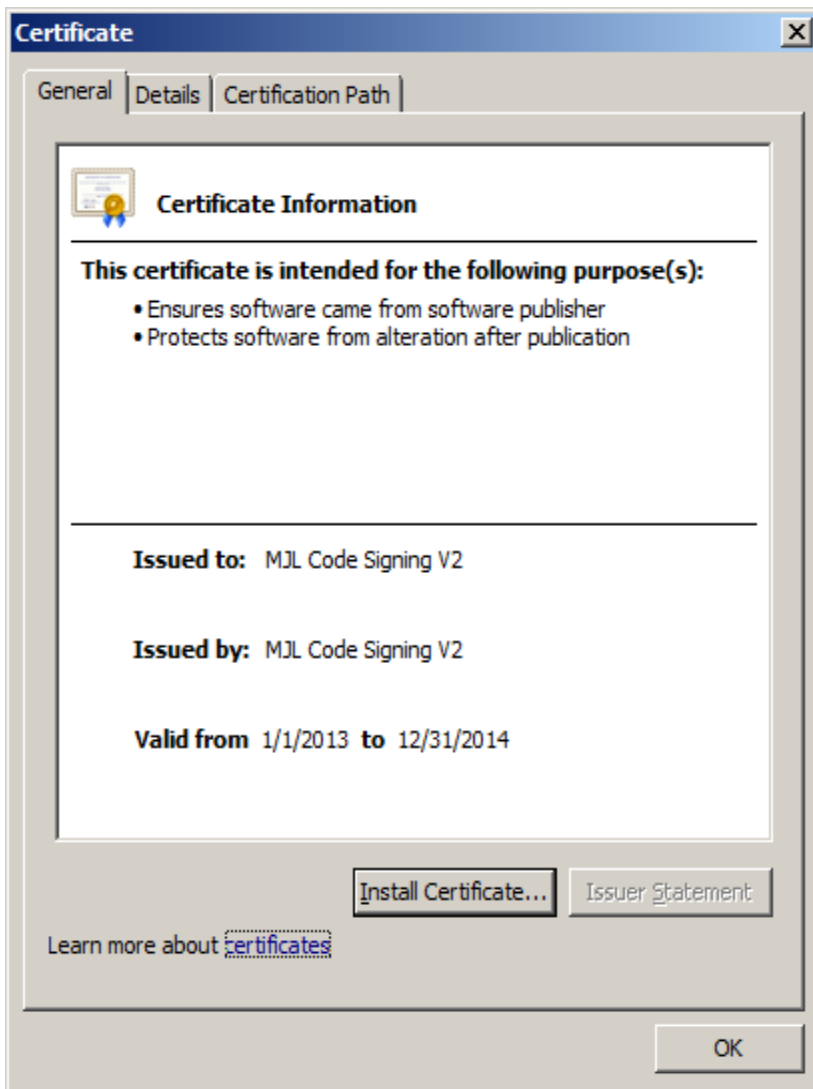 Certificate
General Details Certification Path
Certificate Information
This certificate is intended for the following purpose(s):
• Ensures software came from software publisher
• Protects software from alteration after publication
Issued to: MJL Code Signing V2
Issued by: MJL Code Signing V2
Valid from 1/1/2013 to 12/31/2014
Install Certificate... Issuer Statement
Learn more about certificates
OK